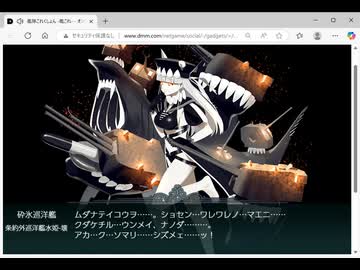 艦隊これくしょん -艦これ- - オン
セキュリティ保護なし
www.dmm.com/netgame/social/-/gadgets/=/
砕氷巡洋艦
条約外巡洋艦氷姫-壊
ムダナテイコウヲ……。ショセン…ワレワレノ…マエニ……
クダケチル…ウンメイ、ナノダ………。
アカ…ク…ソマリ……シズメェ……ッ！